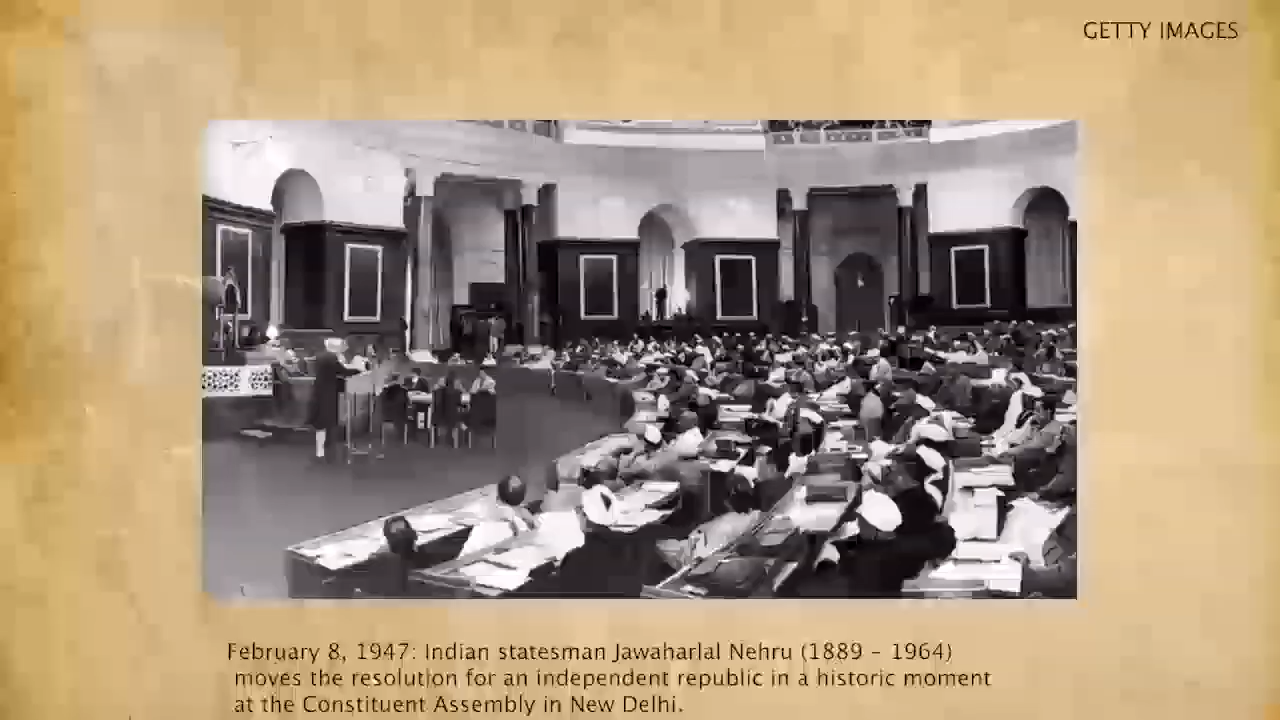 GETTY IMAGES
February 8, 1947: Indian statesman Jawaharlal Nehru (1889 - 1964)
moves the resolution for an independent republic in a historic moment
at the Constituent Assembly in New Delhi.